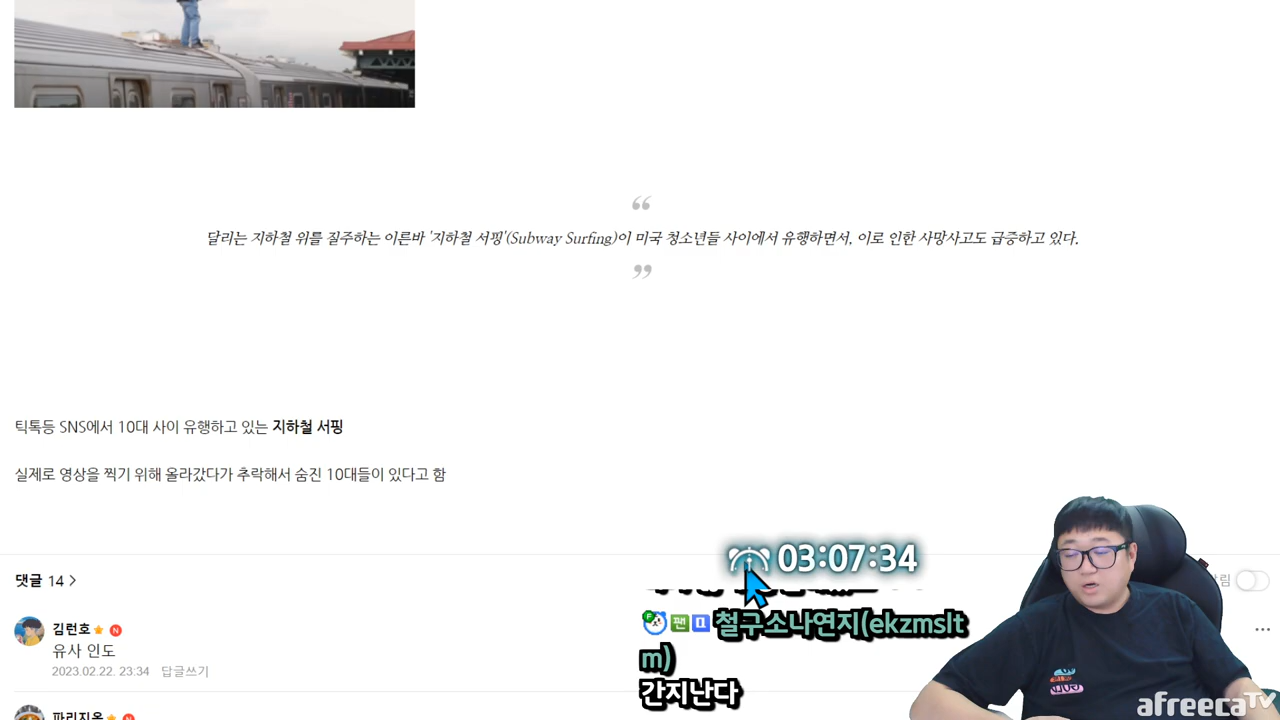 “
달리는 지하철 위를 질주하는 이른바 '지하철 서핑'(Subway Surfing)이 미국 청소년들 사이에서 유행하면서, 이로 인한 사망사고도 급증하고 있다.
”
틱톡등 SNS에서 10대 사이 유행하고 있는 지하철 서핑
실제로 영상을 찍기 위해 올라갔다가 추락해서 숨진 10대들이 있다고 함
03:07:34
댓글 14
김런호 N
유사 인도
2023.02.22. 23:34 답글쓰기
F 팬 철구소나연지(ekzmslt
m)
간지난다
afreecaTV